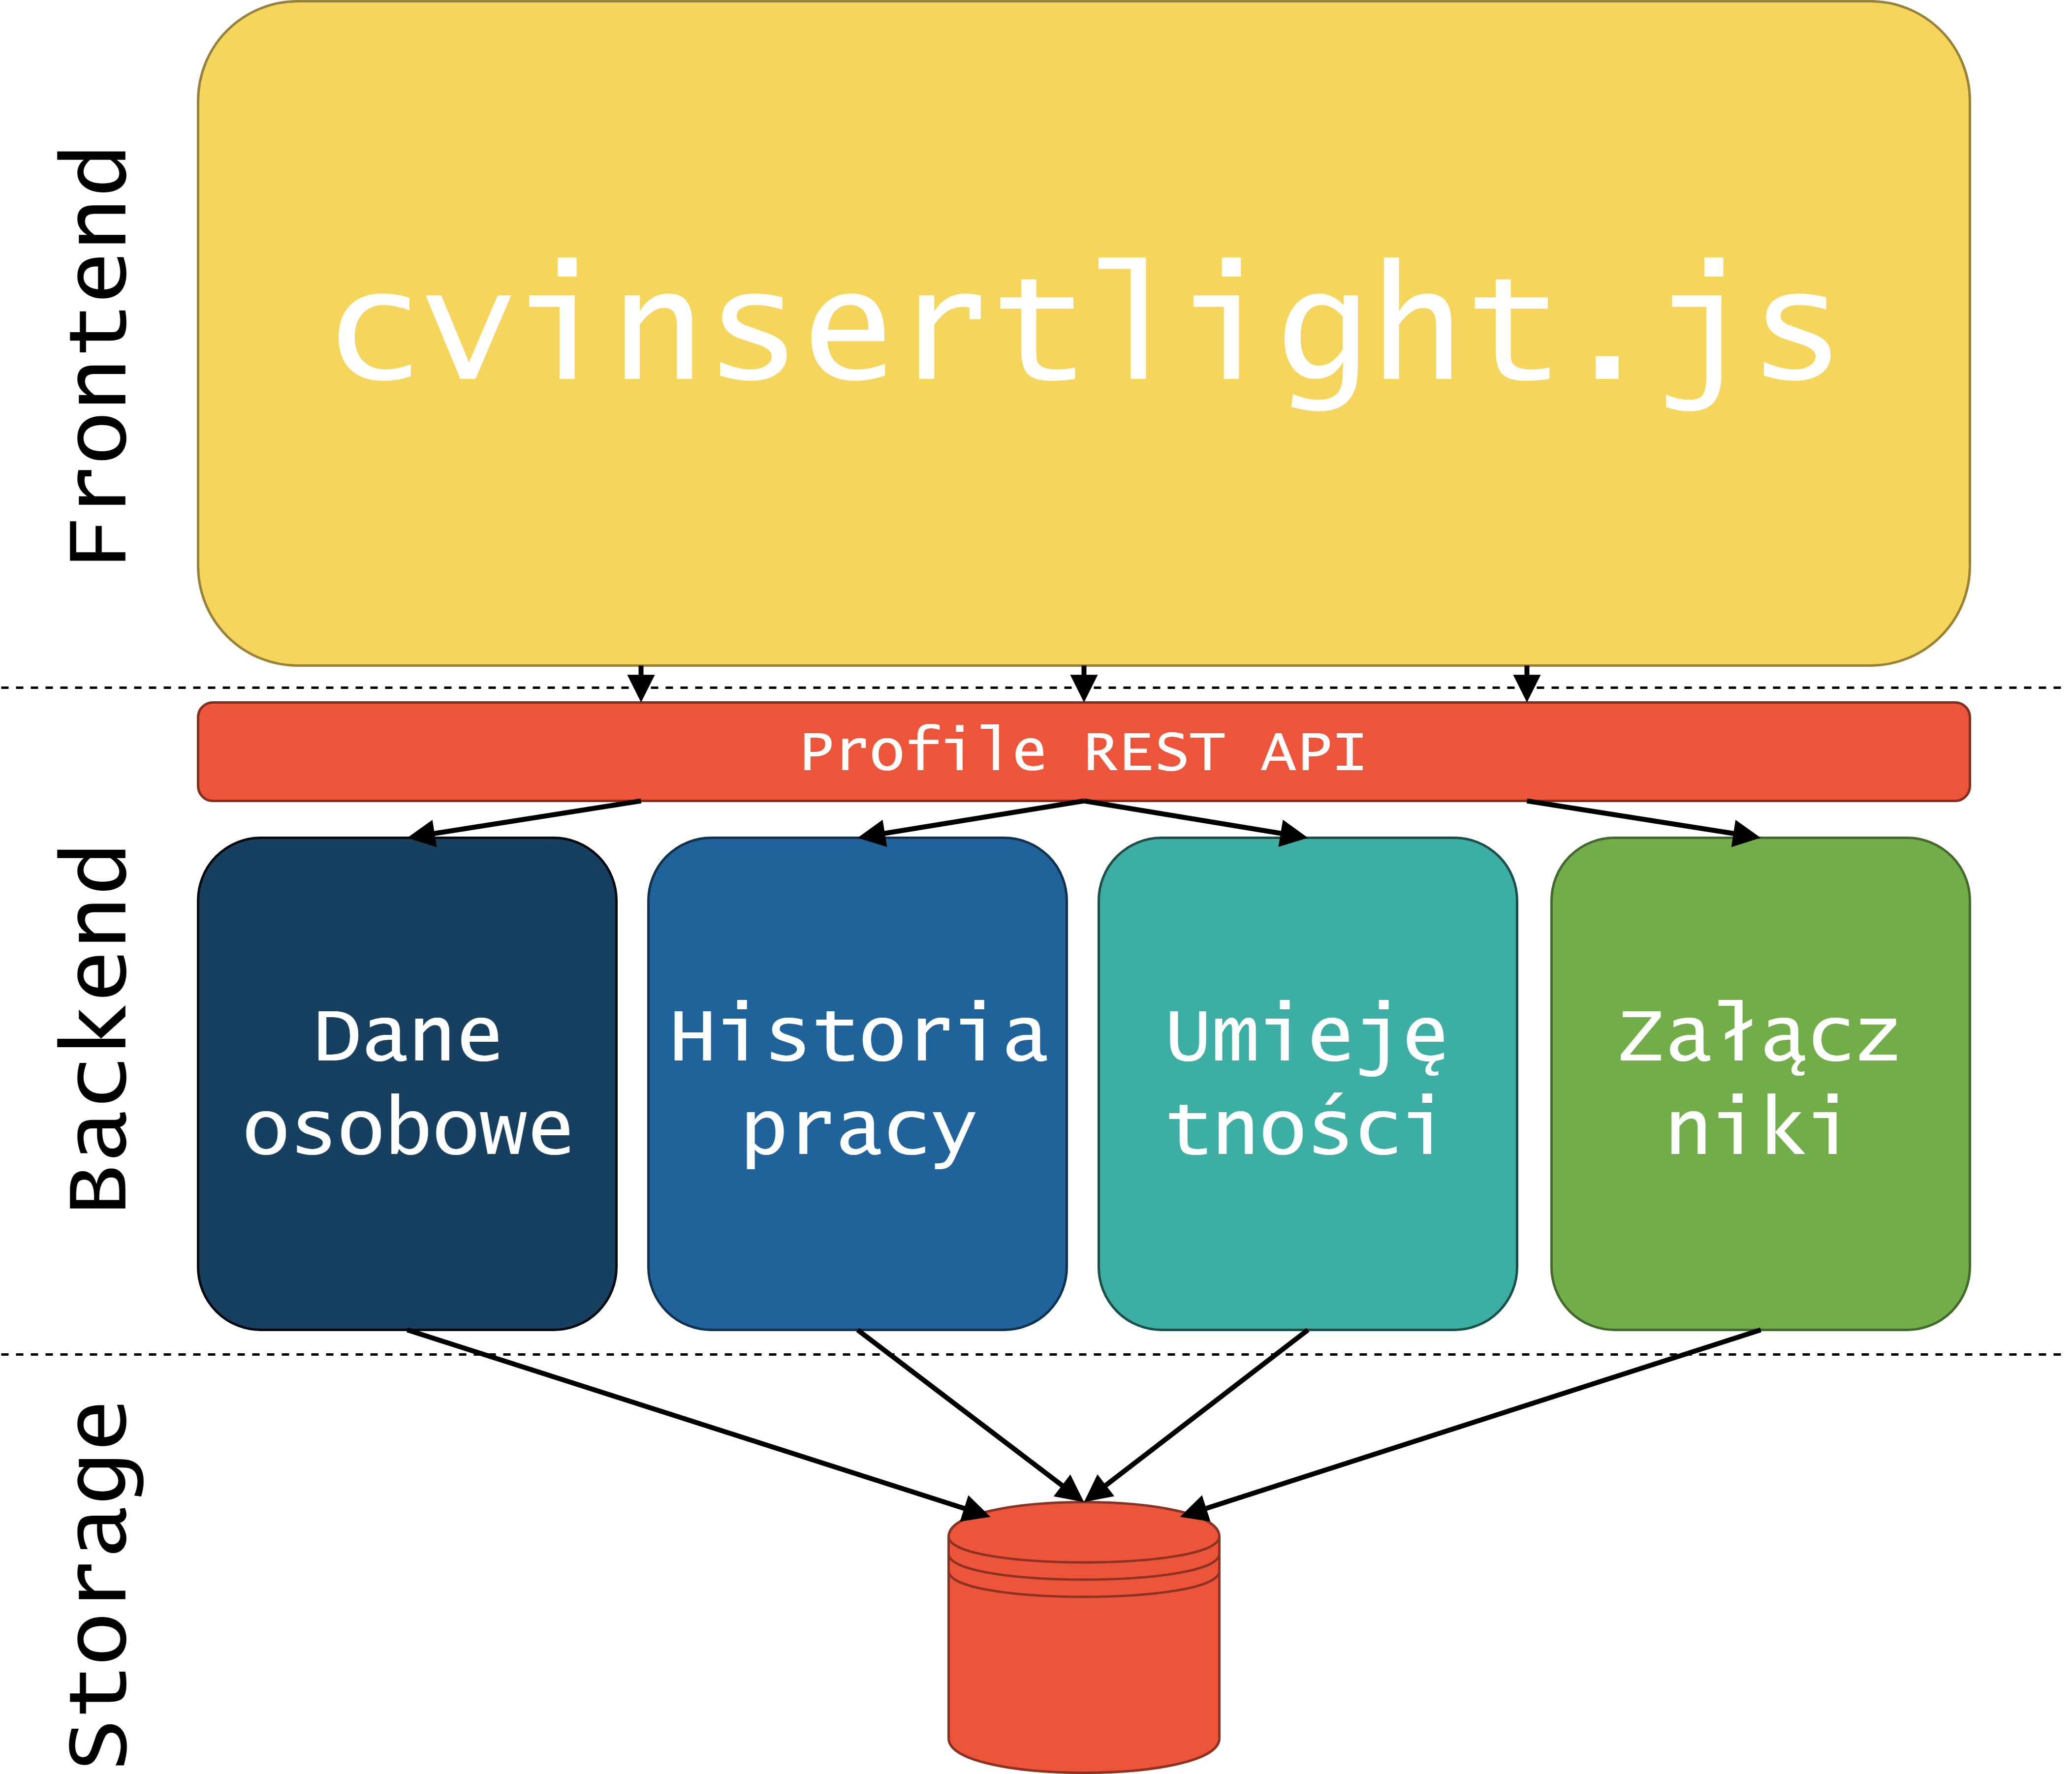 Frontend
cvinsertlight.js
Profile REST API
Backend
Dane
osobowe
Historia
pracy
Umieję
tności
Załącz
niki
Storage